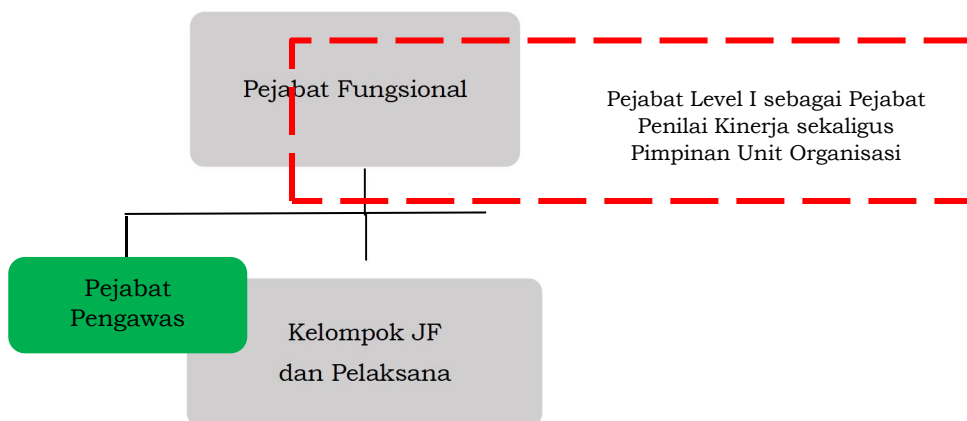 Pejabat Fungsional
Pejabat Level I sebagai Pejabat
Penilai Kinerja sekaligus
Pimpinan Unit Organisasi
Pejabat
Pengawas
Kelompok JF
dan Pelaksana